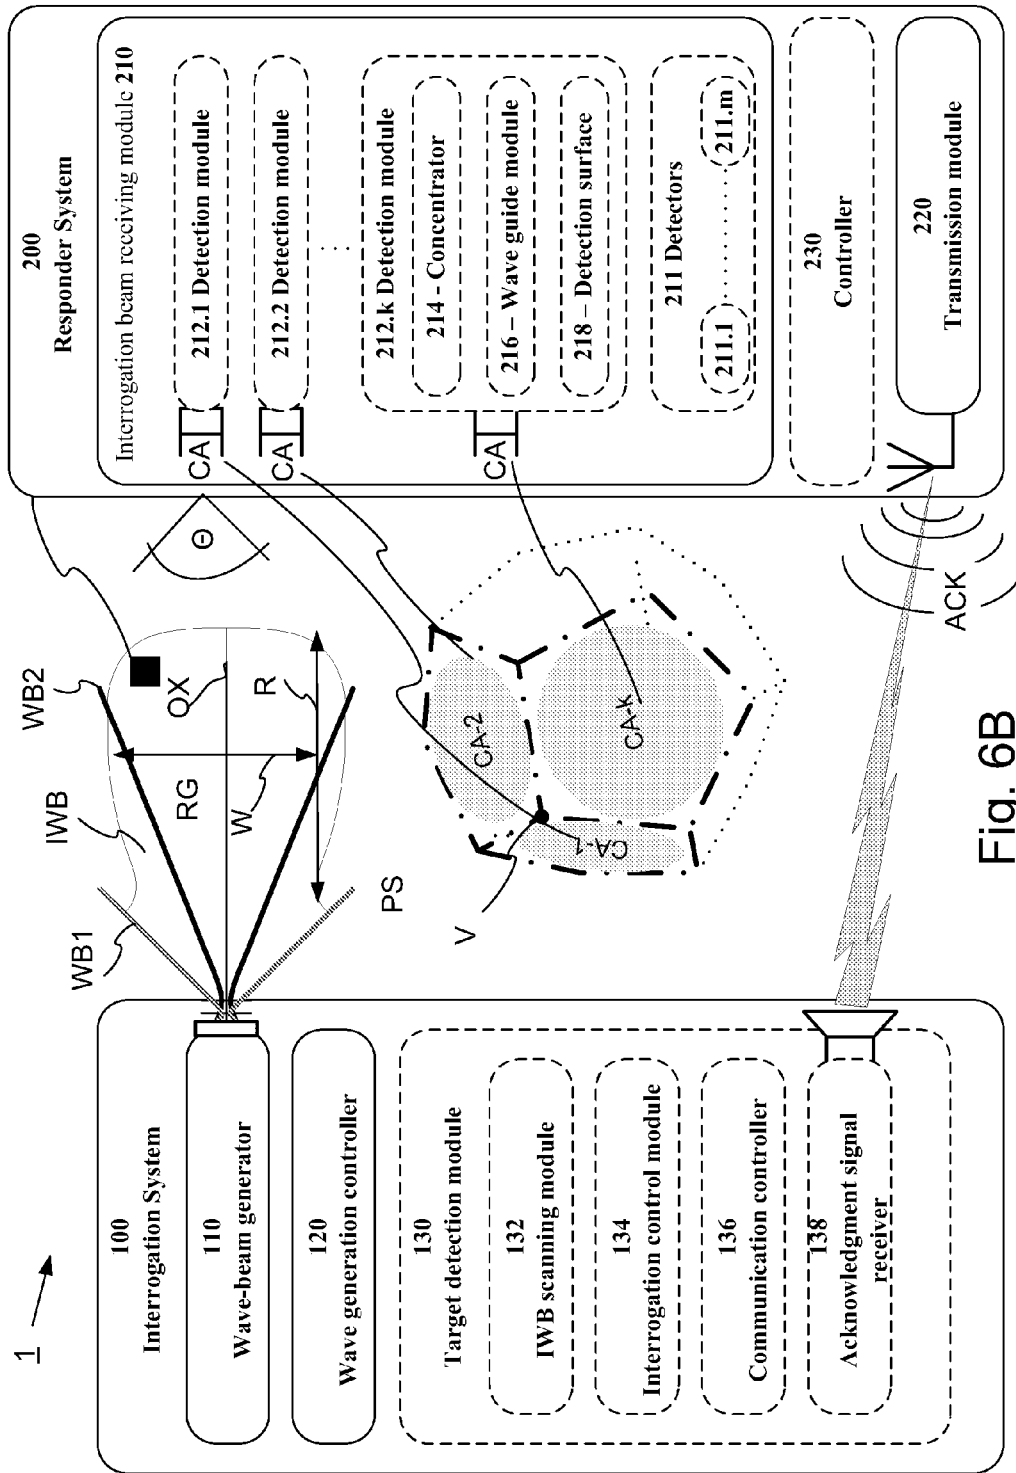 1
100
Interrogation System
110
Wave-beam generator
120
Wave generation controller
130
Target detection module
132
IWB scanning module
134
Interrogation control module
136
Communication controller
138
Acknowledgment signal
receiver
WB1
IWB
WB2
RG
W
OX
R
PS
V
CA-1
CA-2
CA-K
Θ
ACK
200
Responder System
Interrogation beam receiving module 210
CA
212.1 Detection module
CA
212.2 Detection module
CA
212.k Detection module
214 - Concentrator
216 – Wave guide module
218 – Detection surface
211 Detectors
211.1
211.m
230
Controller
220
Transmission module
Fig. 6B